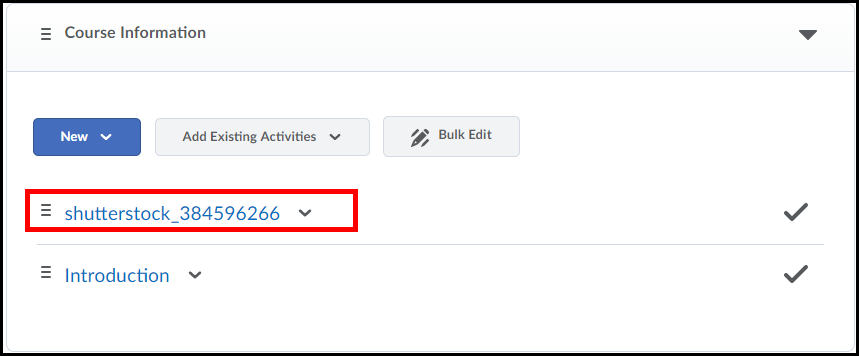 Course Information
New
Add Existing Activities
Bulk Edit
shutterstock_384596266
Introduction